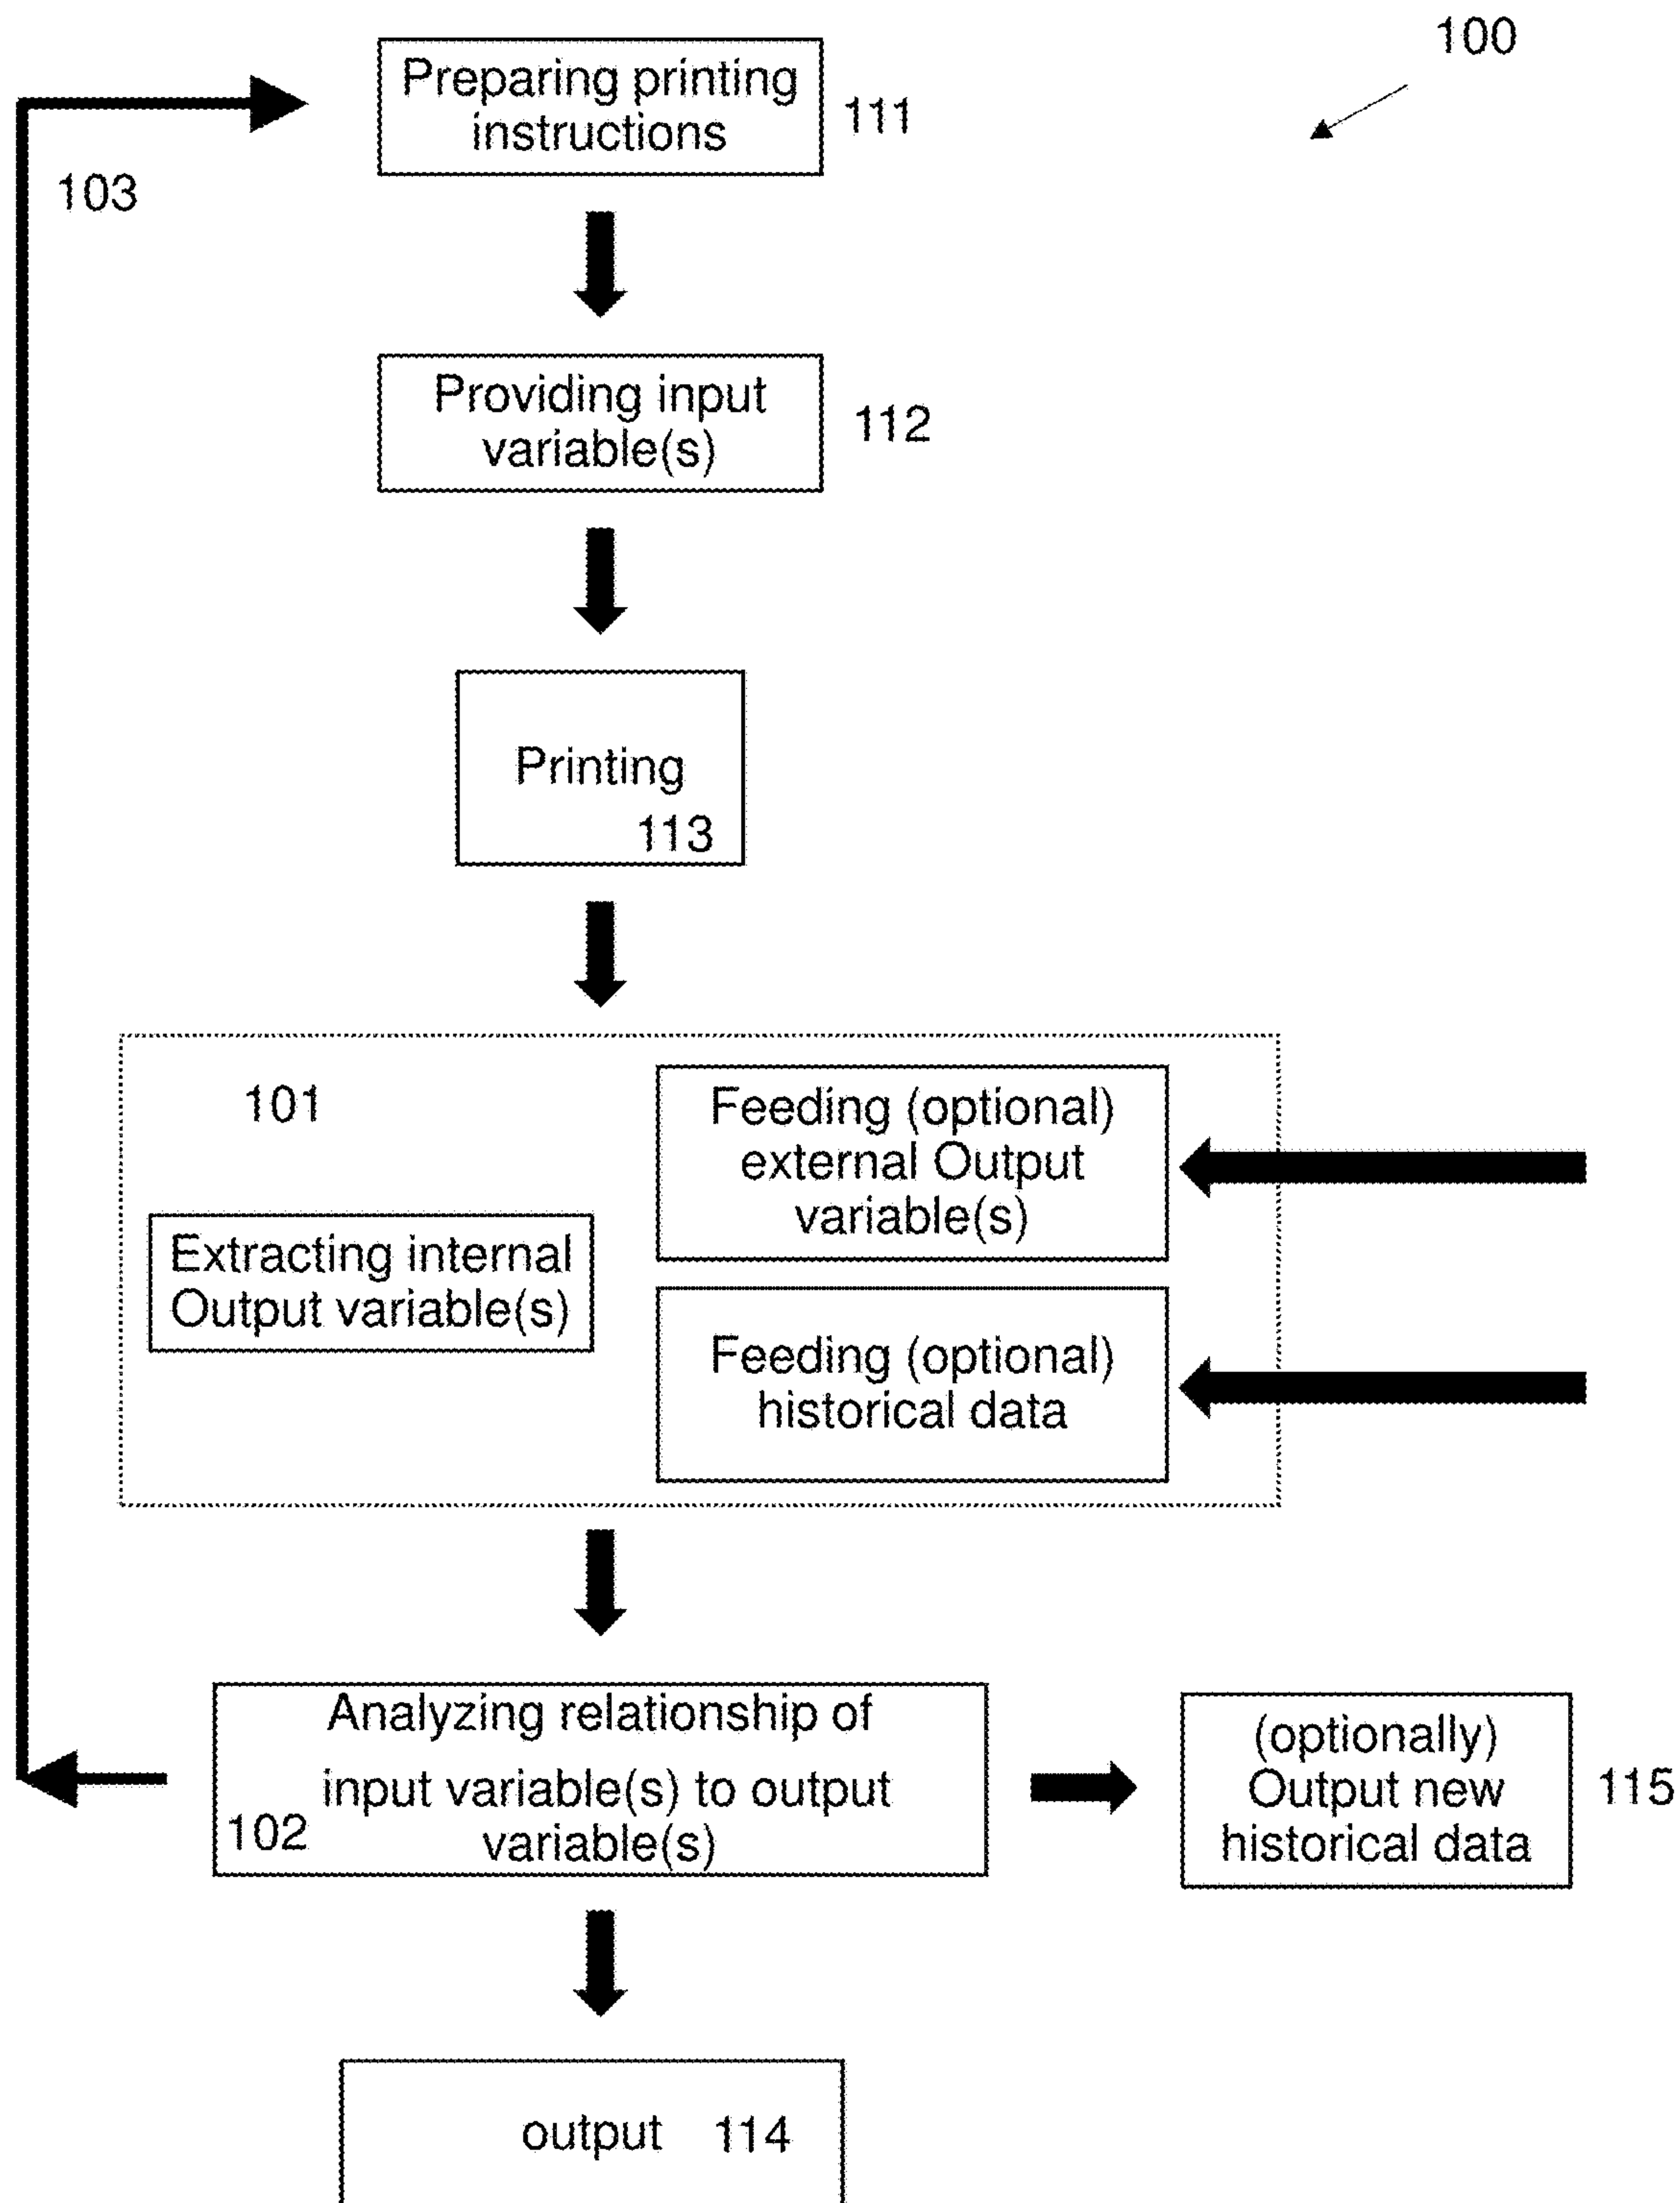 100
Preparing printing
instructions
111
103
Providing input
variable(s)
112
Printing
113
101
Feeding (optional)
external Output
variable(s)
Extracting internal
Output variable(s)
Feeding (optional)
historical data
Analyzing relationship of
input variable(s) to output
variable(s)
102
(optionally)
Output new
historical data
115
output 114